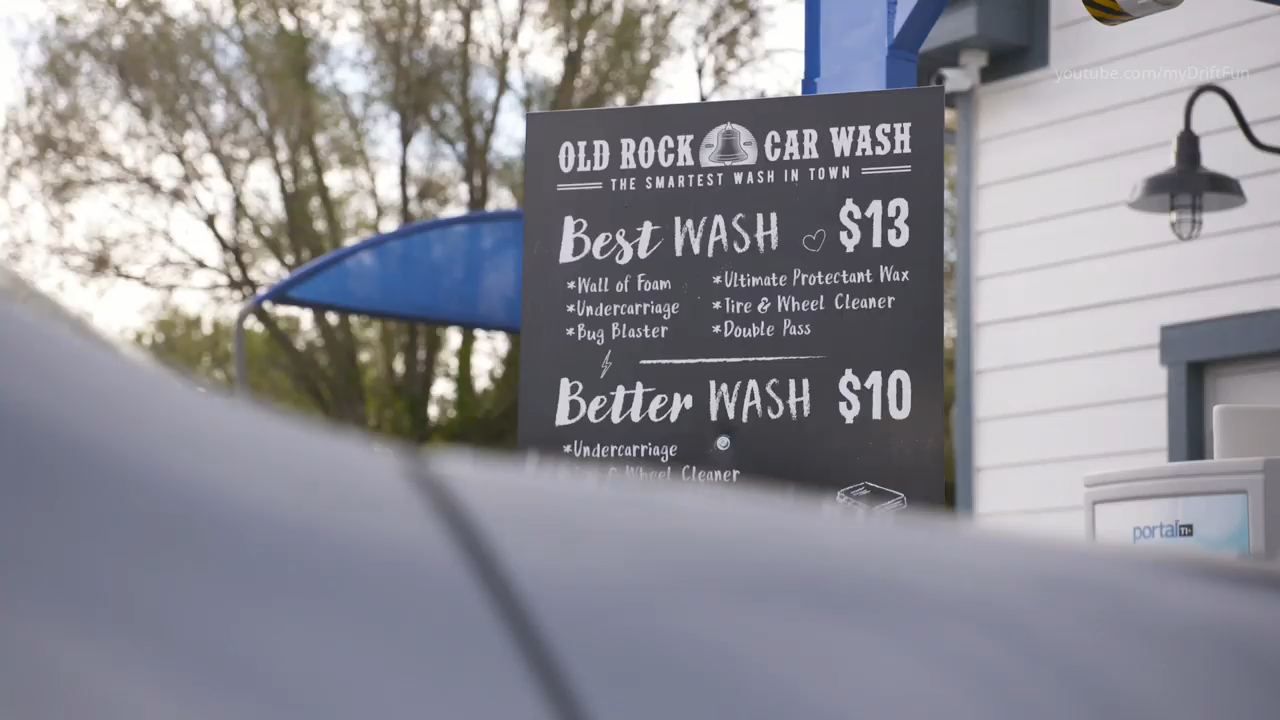 youtube.com/myDriftFun
OLD ROCK CAR WASH
THE SMARTEST WASH IN TOWN
Best WASH $13
*Wall of Foam
*Undercarriage
*Bug Blaster
*Ultimate Protectant Wax
*Tire & Wheel Cleaner
*Double Pass
Better WASH $10
*Undercarriage
& Wheel Cleaner
portal TI+